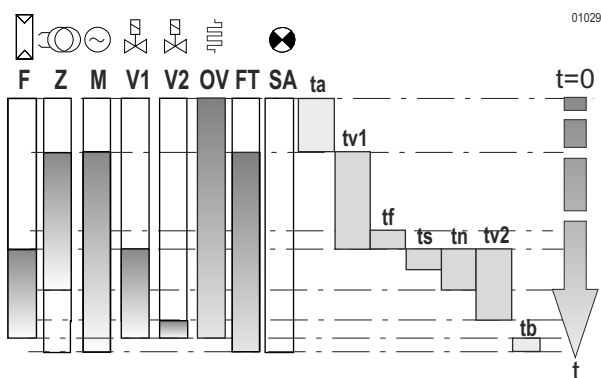 01029
F Z M V1 V2 OV FT SA ta t=0
tv1
tf
ts tn tv2
tb
t